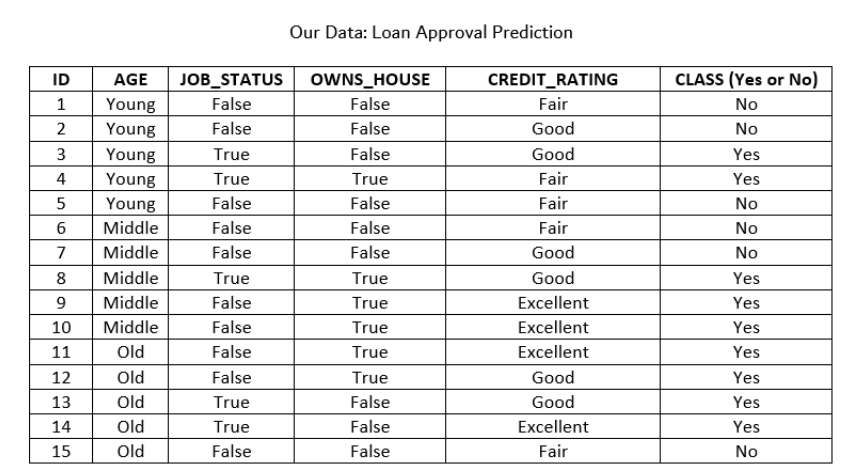 Our Data: Loan Approval Prediction
ID AGE JOB_STATUS OWNS_HOUSE CREDIT_RATING CLASS (Yes or No)
1 Young False False Fair No
2 Young False False Good No
3 Young True False Good Yes
4 Young True True Fair Yes
5 Young False False Fair No
6 Middle False False Fair No
7 Middle False False Good No
8 Middle True True Good Yes
9 Middle False True Excellent Yes
10 Middle False True Excellent Yes
11 Old False True Excellent Yes
12 Old False True Good Yes
13 Old True False Good Yes
14 Old True False Excellent Yes
15 Old False False Fair No